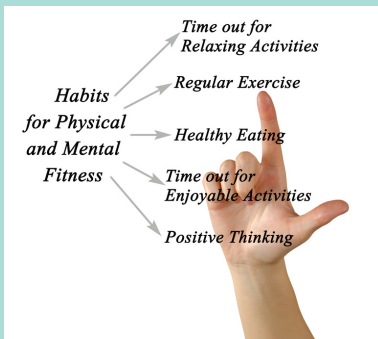 Habits
for Physical
and Mental
Fitness
Time out for
Relaxing Activities
Regular Exercise
Healthy Eating
Time out for
Enjoyable Activities
Positive Thinking